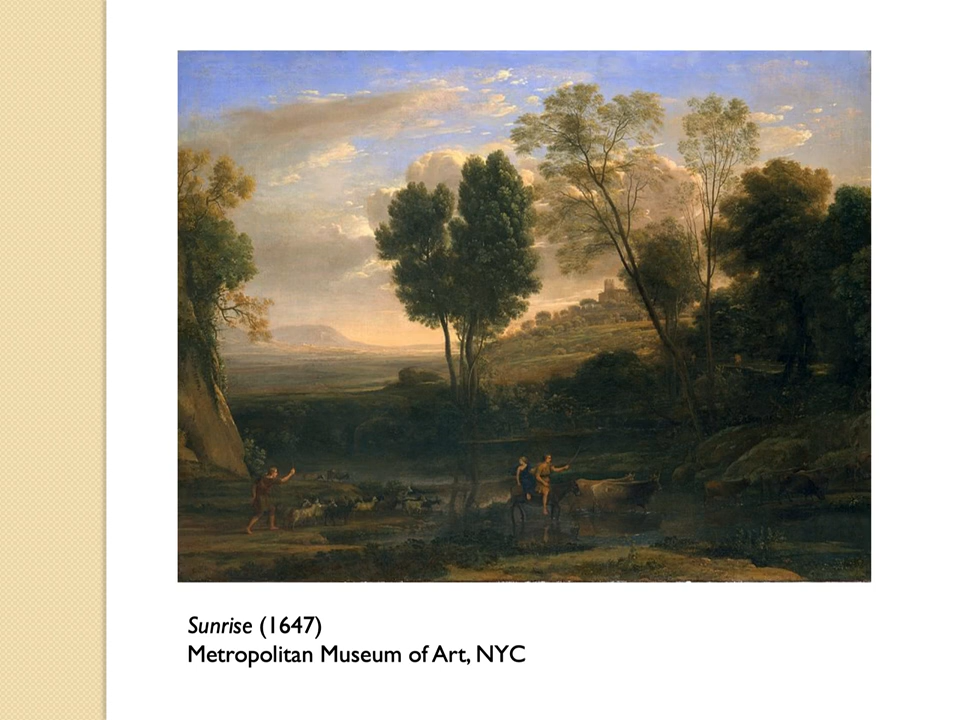 Sunrise (1647)
Metropolitan Museum of Art, NYC